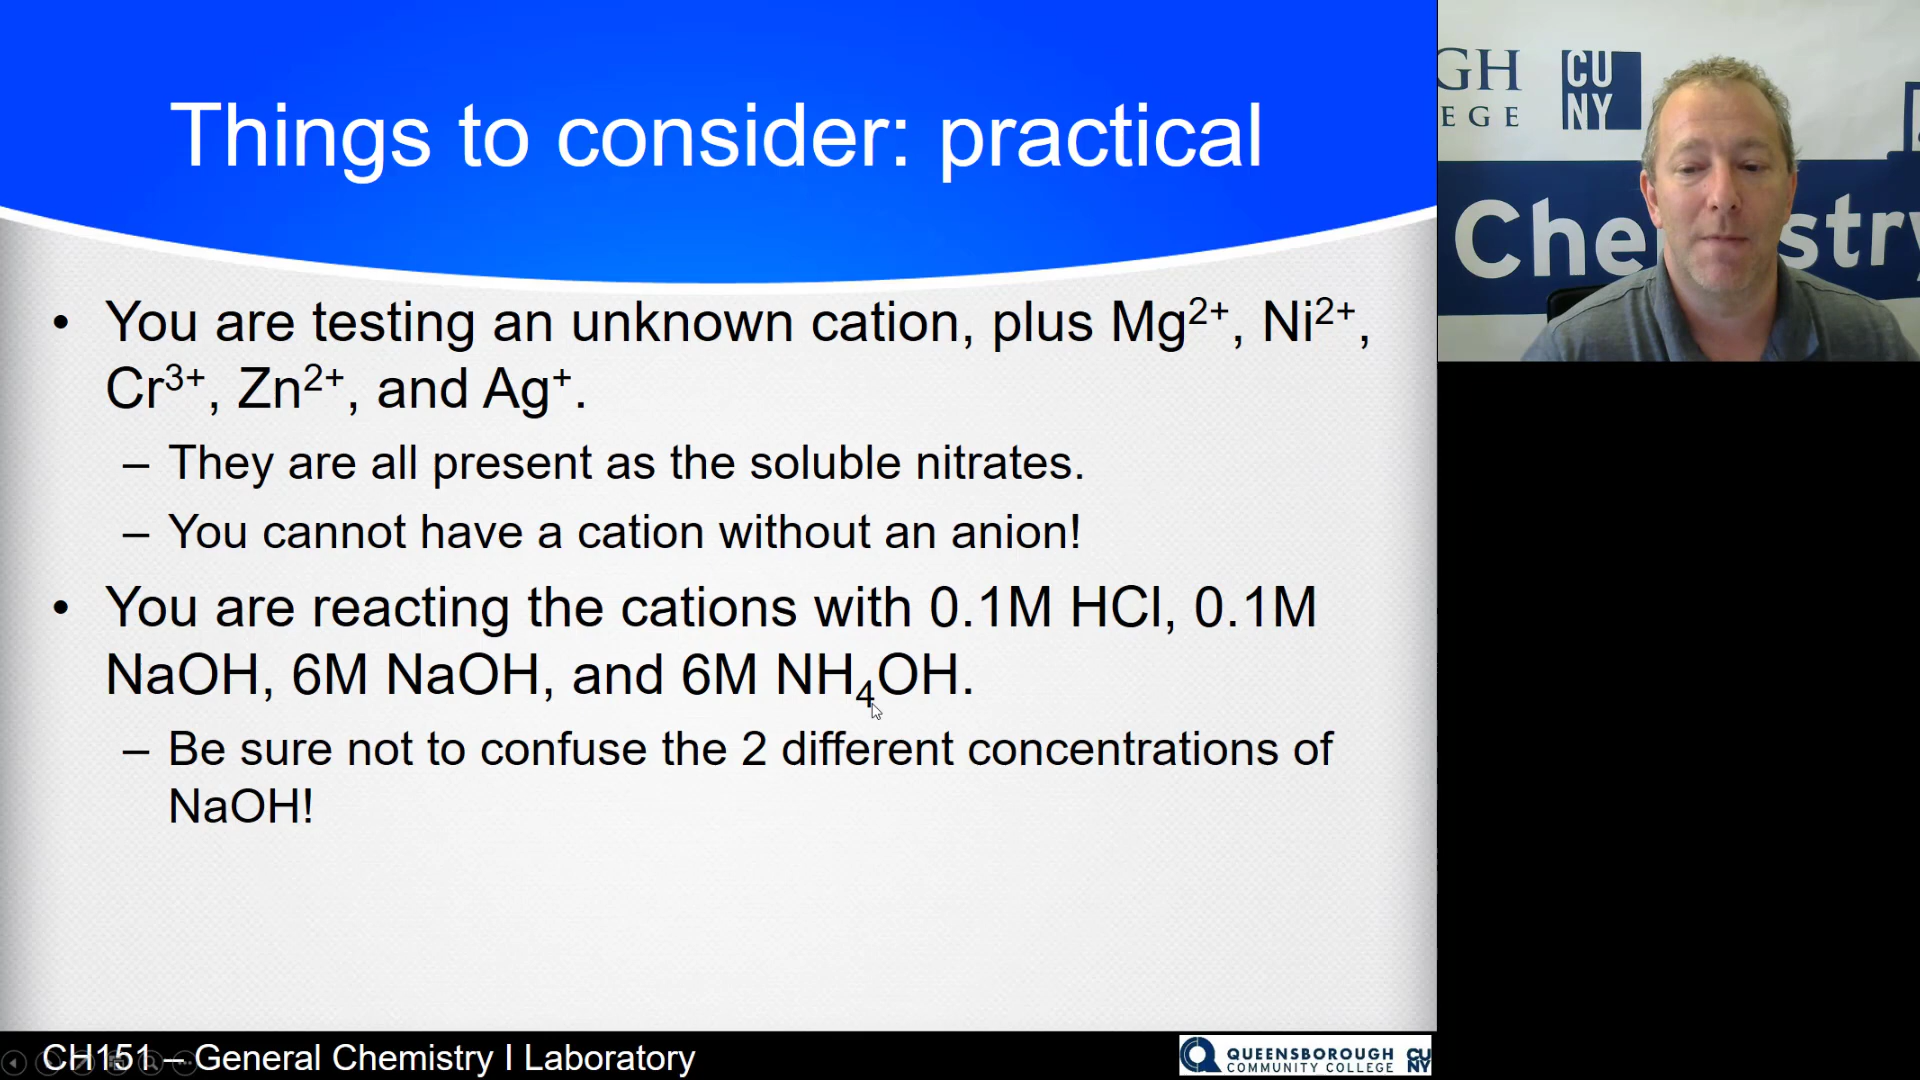 Things to consider: practical
• You are testing an unknown cation, plus Mg²⁺, Ni²⁺,
Cr³⁺, Zn²⁺, and Ag⁺.
– They are all present as the soluble nitrates.
– You cannot have a cation without an anion!
• You are reacting the cations with 0.1M HCl, 0.1M
NaOH, 6M NaOH, and 6M NH₄OH.
– Be sure not to confuse the 2 different concentrations of
NaOH!
CH151 – General Chemistry I Laboratory
QUEENSBOROUGH
COMMUNITY COLLEGE
CU
NY
GH
EGE
CU
NY
Che
stry